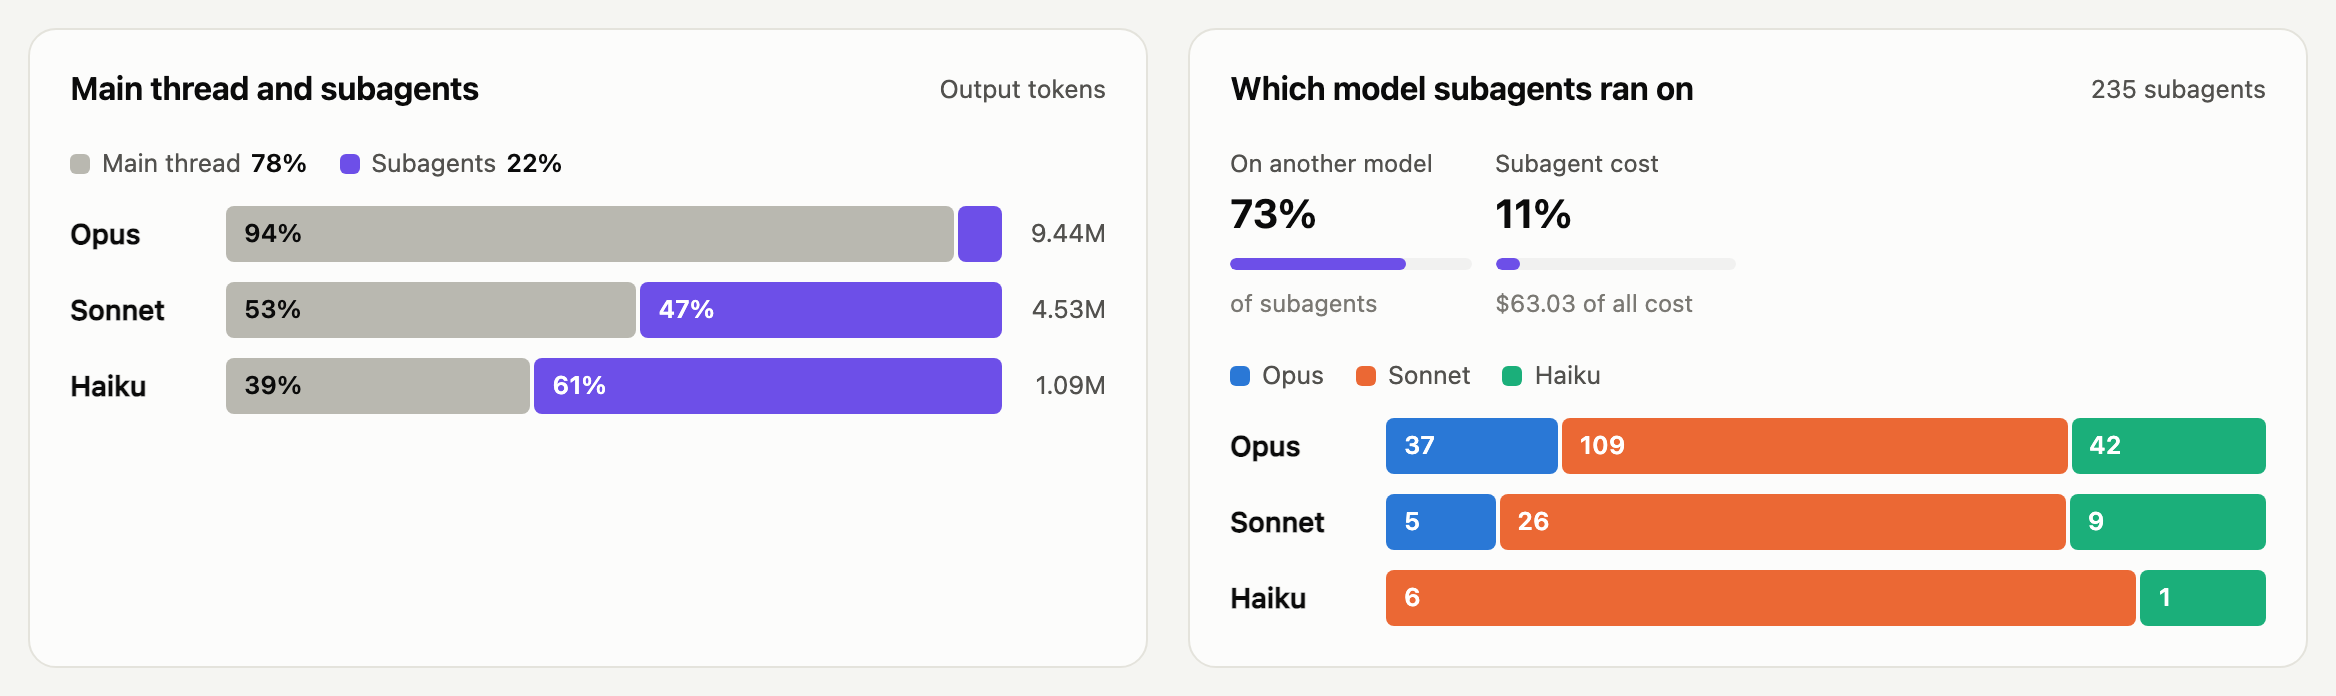 Main thread and subagents
Output tokens
Main thread 78%
Subagents 22%
Opus 94% 9.44M
Sonnet 53% 47% 4.53M
Haiku 39% 61% 1.09M
Which model subagents ran on
235 subagents
On another model
73%
of subagents
Subagent cost
11%
$63.03 of all cost
Opus Sonnet Haiku
Opus 37 109 42
Sonnet 5 26 9
Haiku 6 1